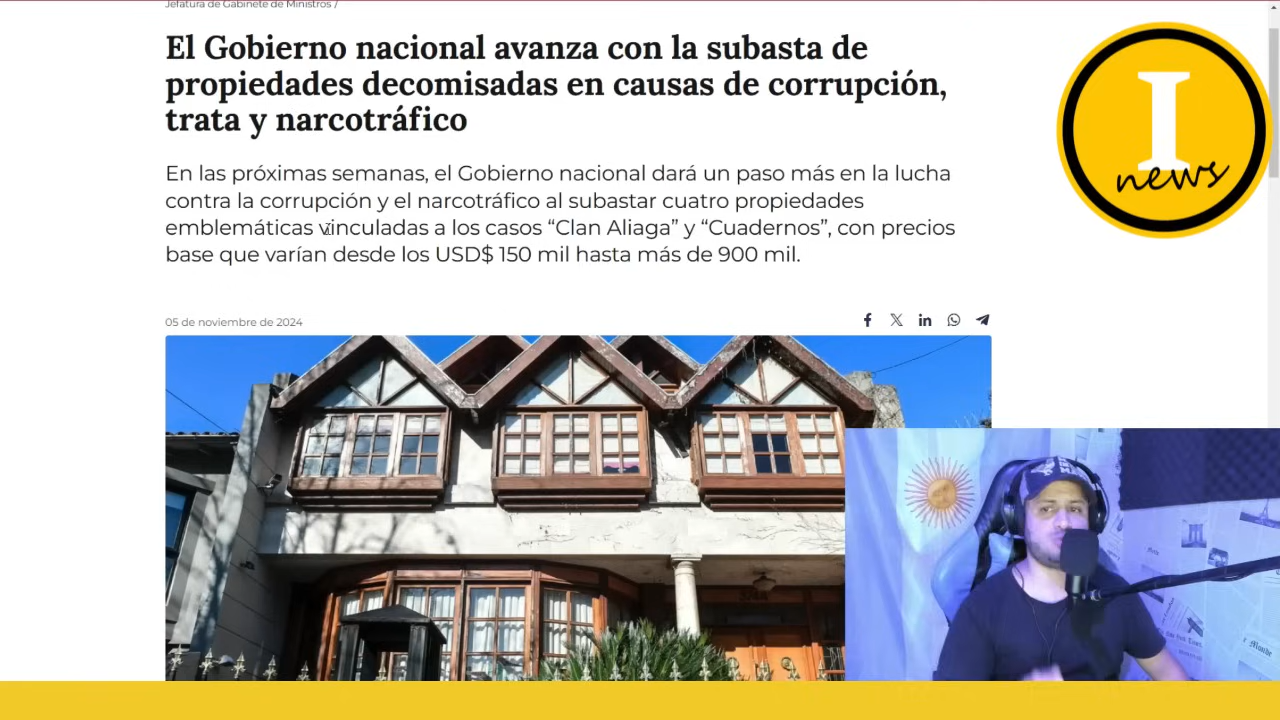 Jefatura de Gabinete de Ministros /
El Gobierno nacional avanza con la subasta de
propiedades decomisadas en causas de corrupción,
trata y narcotráfico
En las próximas semanas, el Gobierno nacional dará un paso más en la lucha
contra la corrupción y el narcotráfico al subastar cuatro propiedades
emblemáticas vinculadas a los casos “Clan Aliaga” y “Cuadernos”, con precios
base que varían desde los USD$ 150 mil hasta más de 900 mil.
05 de noviembre de 2024
I
news